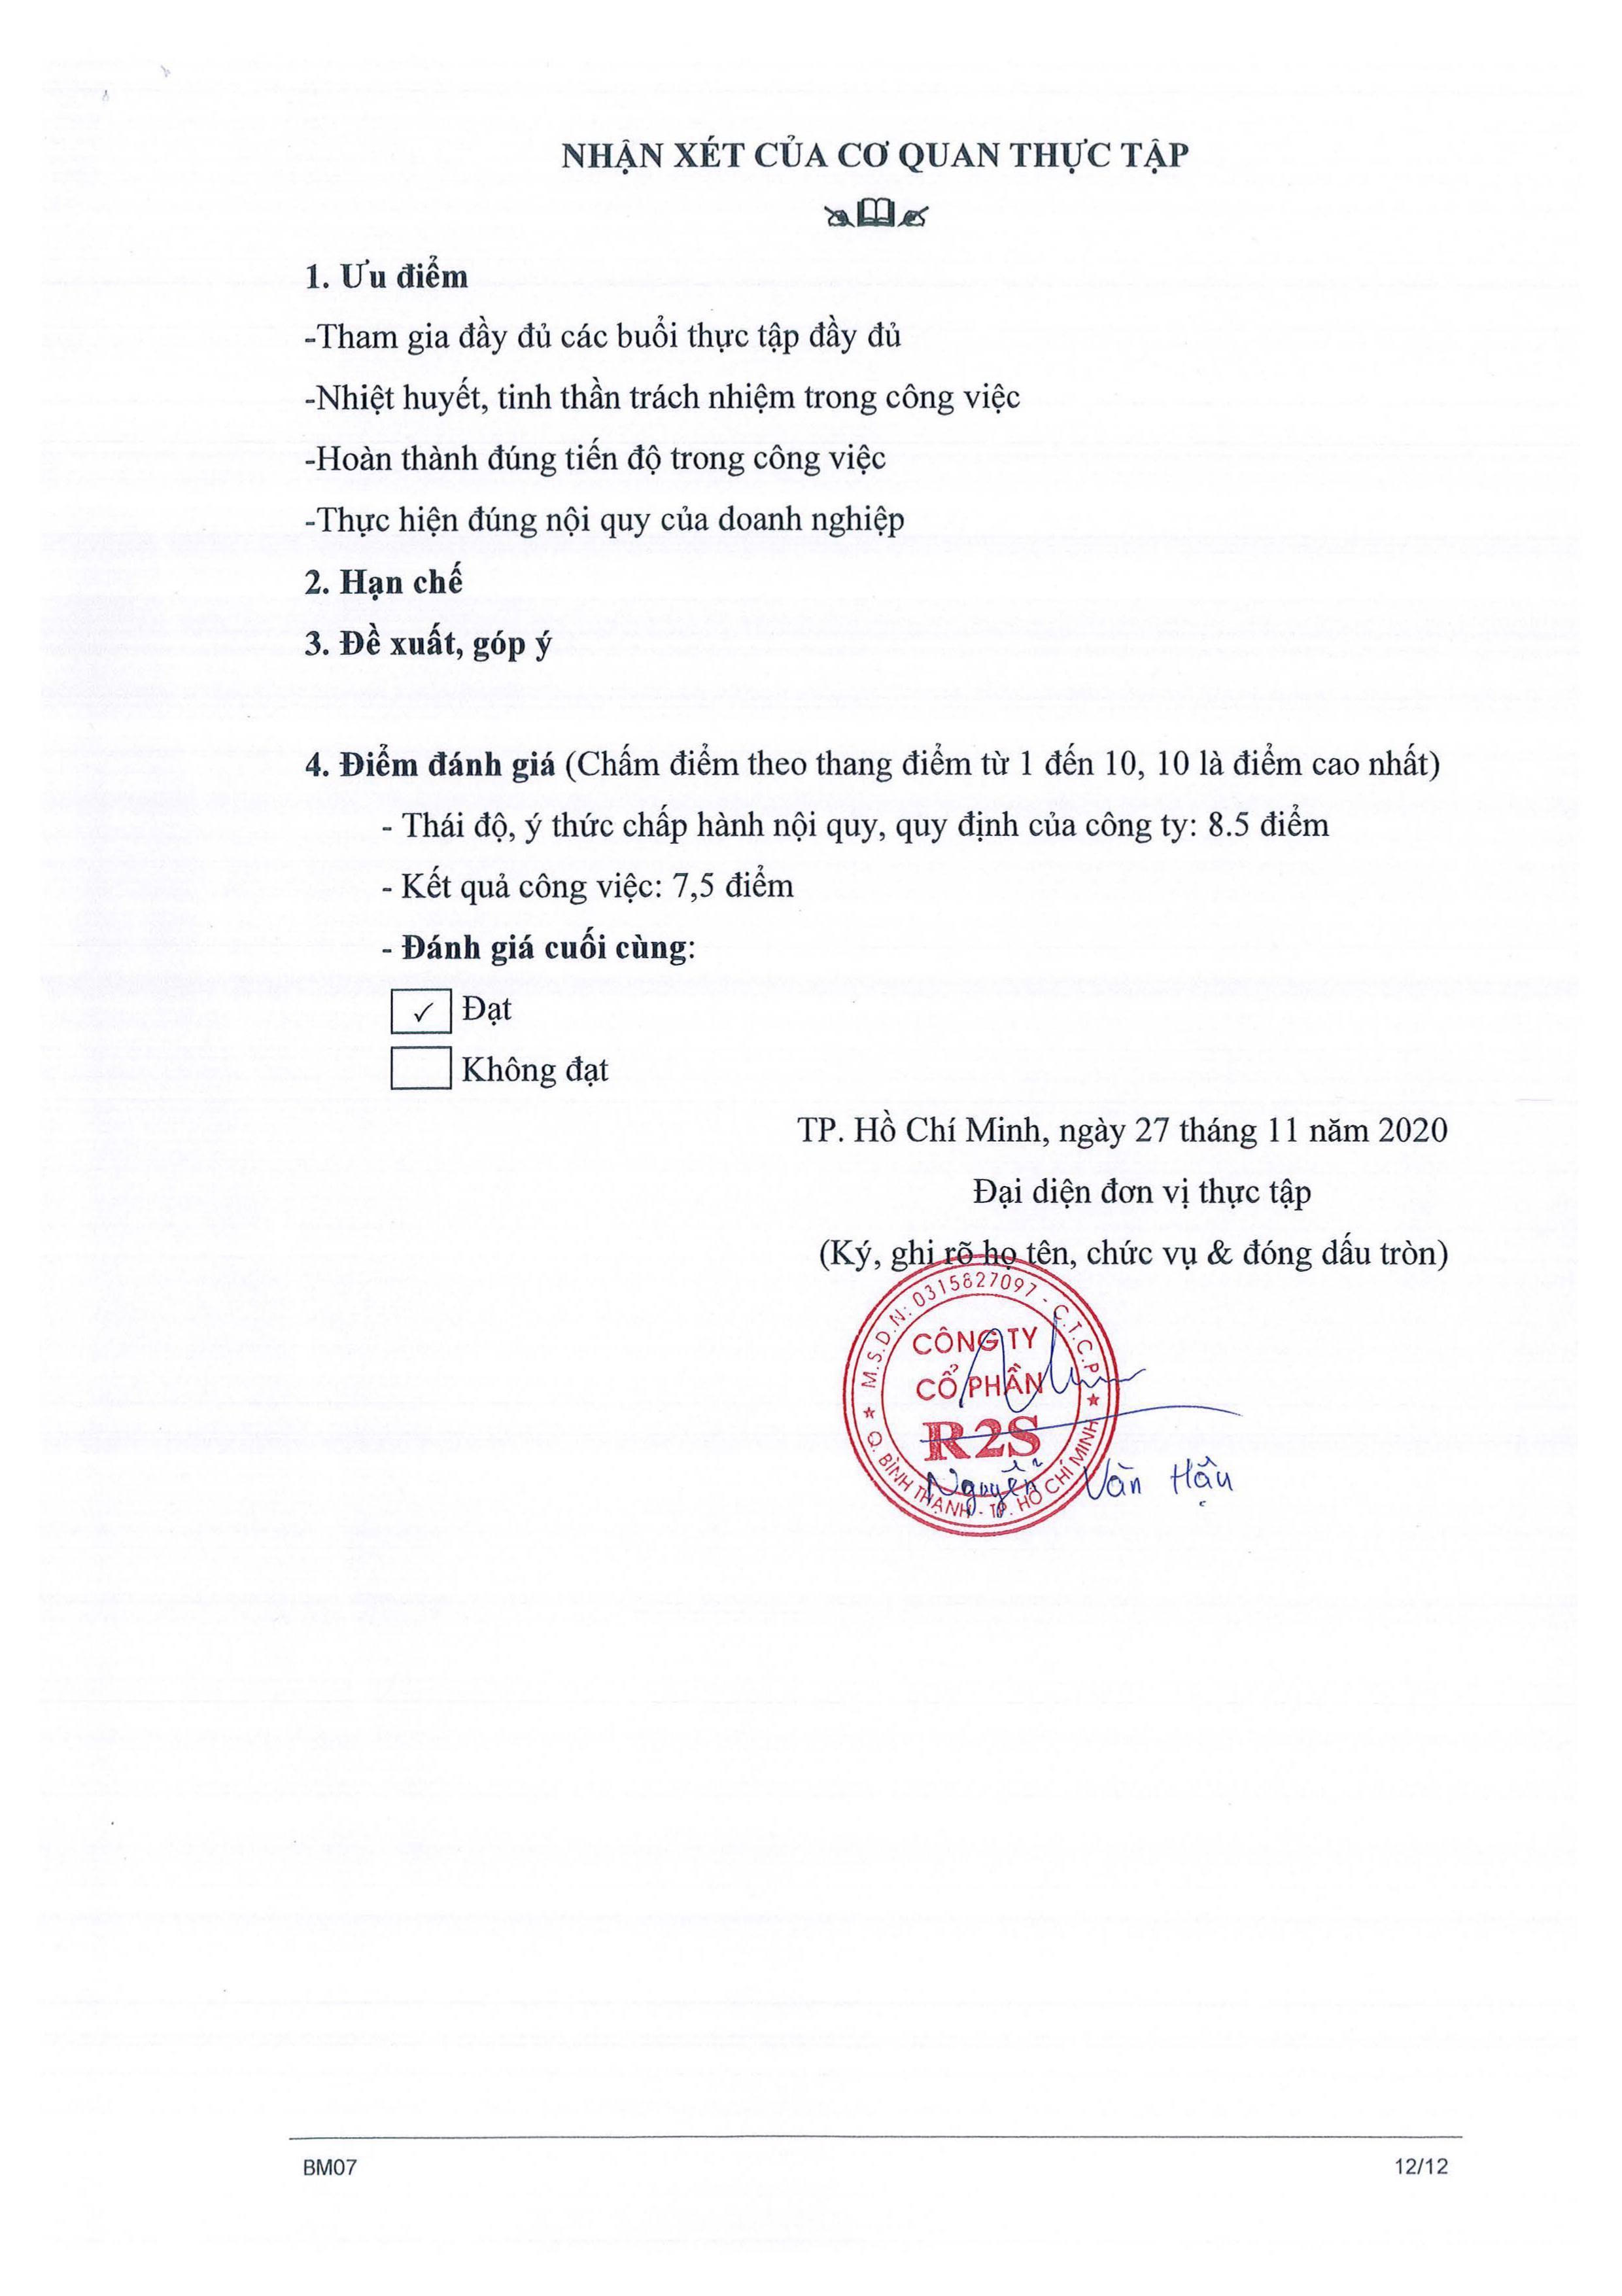 NHẬN XÉT CỦA CƠ QUAN THỰC TẬP
1. Ưu điểm
-Tham gia đầy đủ các buổi thực tập đầy đủ
-Nhiệt huyết, tinh thần trách nhiệm trong công việc
-Hoàn thành đúng tiến độ trong công việc
-Thực hiện đúng nội quy của doanh nghiệp
2. Hạn chế
3. Đề xuất, góp ý
4. Điểm đánh giá (Chấm điểm theo thang điểm từ 1 đến 10, 10 là điểm cao nhất)
- Thái độ, ý thức chấp hành nội quy, quy định của công ty: 8.5 điểm
- Kết quả công việc: 7,5 điểm
- Đánh giá cuối cùng:
✓ Đạt
Không đạt
TP. Hồ Chí Minh, ngày 27 tháng 11 năm 2020
Đại diện đơn vị thực tập
(Ký, ghi rõ họ tên, chức vụ & đóng dấu tròn)
M.S.D.N: 0315827097 - C.T.C.P
CÔNG TY
CỔ PHẦN
R2S
Q. BÌNH THẠNH - TP. HỒ CHÍ MINH
Nguyễn Văn Hậu
BM07 12/12